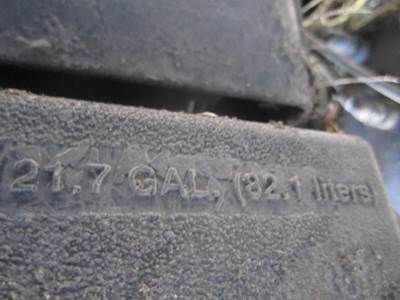 21.7 GAL, (82.1 liters)